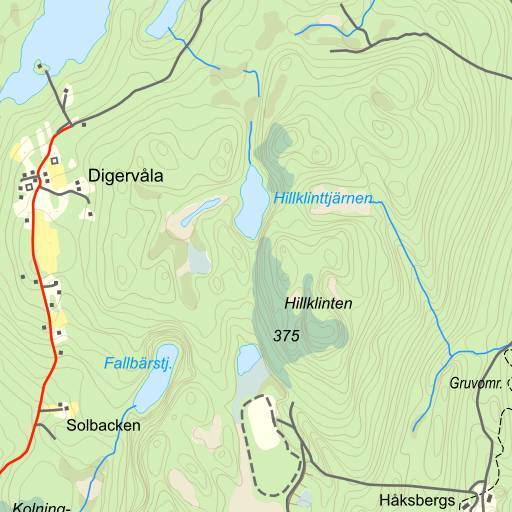 Digervåla
Hillklinttjärnen
Hillklinten
375
Fallbärstj.
Gruvomr.
Solbacken
Håksbergs
Kolning-